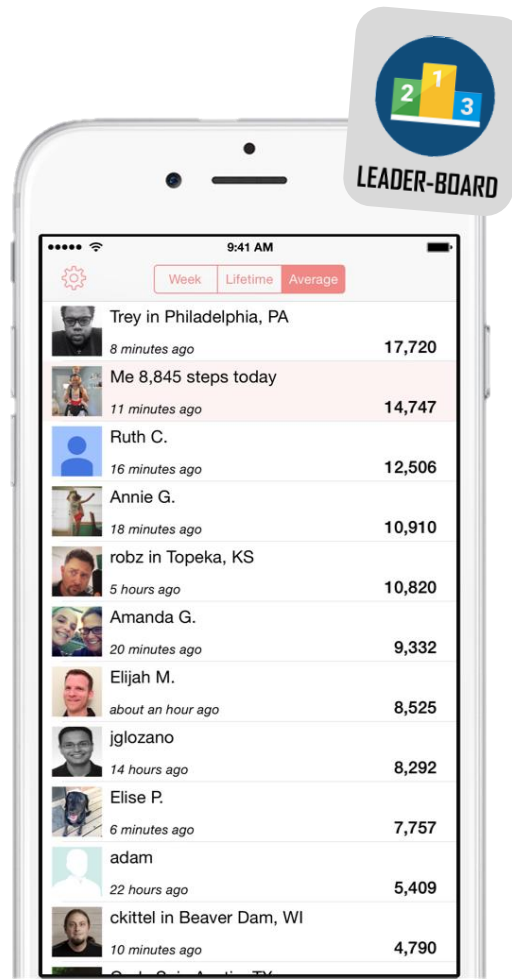 2
1
3
LEADER-BOARD
9:41 AM
Week
Lifetime
Average
Trey in Philadelphia, PA
8 minutes ago
17,720
Me 8,845 steps today
11 minutes ago
14,747
Ruth C.
16 minutes ago
12,506
Annie G.
18 minutes ago
10,910
robz in Topeka, KS
5 hours ago
10,820
Amanda G.
20 minutes ago
9,332
Elijah M.
about an hour ago
8,525
jglozano
14 hours ago
8,292
Elise P.
6 minutes ago
7,757
adam
22 hours ago
5,409
ckittel in Beaver Dam, WI
10 minutes ago
4,790